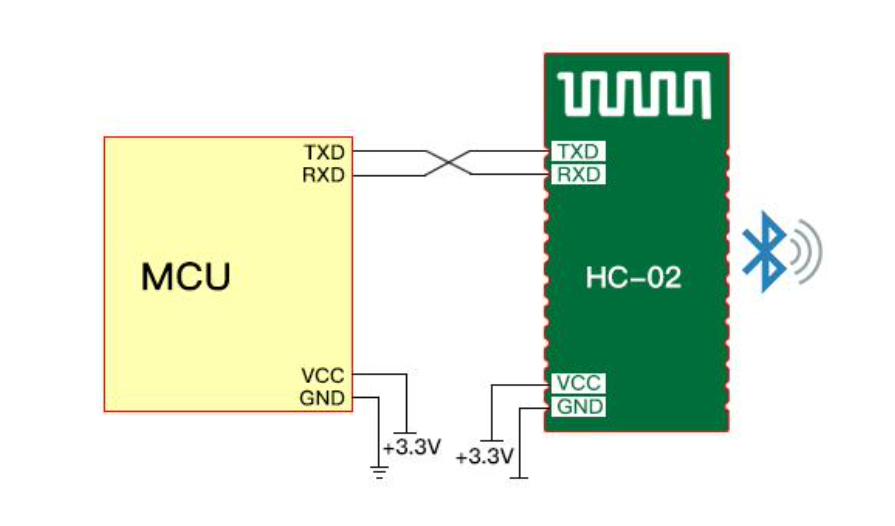 TXD
RXD
MCU
VCC
GND
+3.3V
TXD
RXD
HC-02
VCC
GND
+3.3V